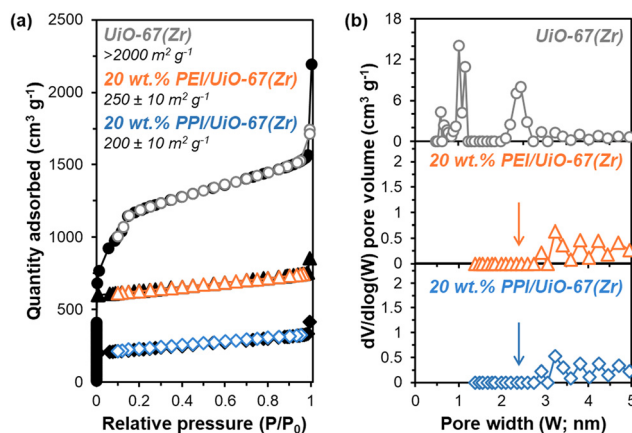 (a)
UiO-67(Zr)
>2000 m² g⁻¹
20 wt.% PEI/UiO-67(Zr)
250 ± 10 m² g⁻¹
20 wt.% PPI/UiO-67(Zr)
200 ± 10 m² g⁻¹
Quantity adsorbed (cm³ g⁻¹)
2500
2000
1500
1000
750
500
250
0
0
0.2
0.4
0.6
0.8
1
Relative pressure (P/P₀)
(b)
UiO-67(Zr)
20 wt.% PEI/UiO-67(Zr)
20 wt.% PPI/UiO-67(Zr)
dV/dlog(W) pore volume (cm³ g⁻¹)
18
12
6
0
2
1.5
1
0.5
0
2
1.5
1
0.5
0
0
1
2
3
4
5
Pore width (W; nm)